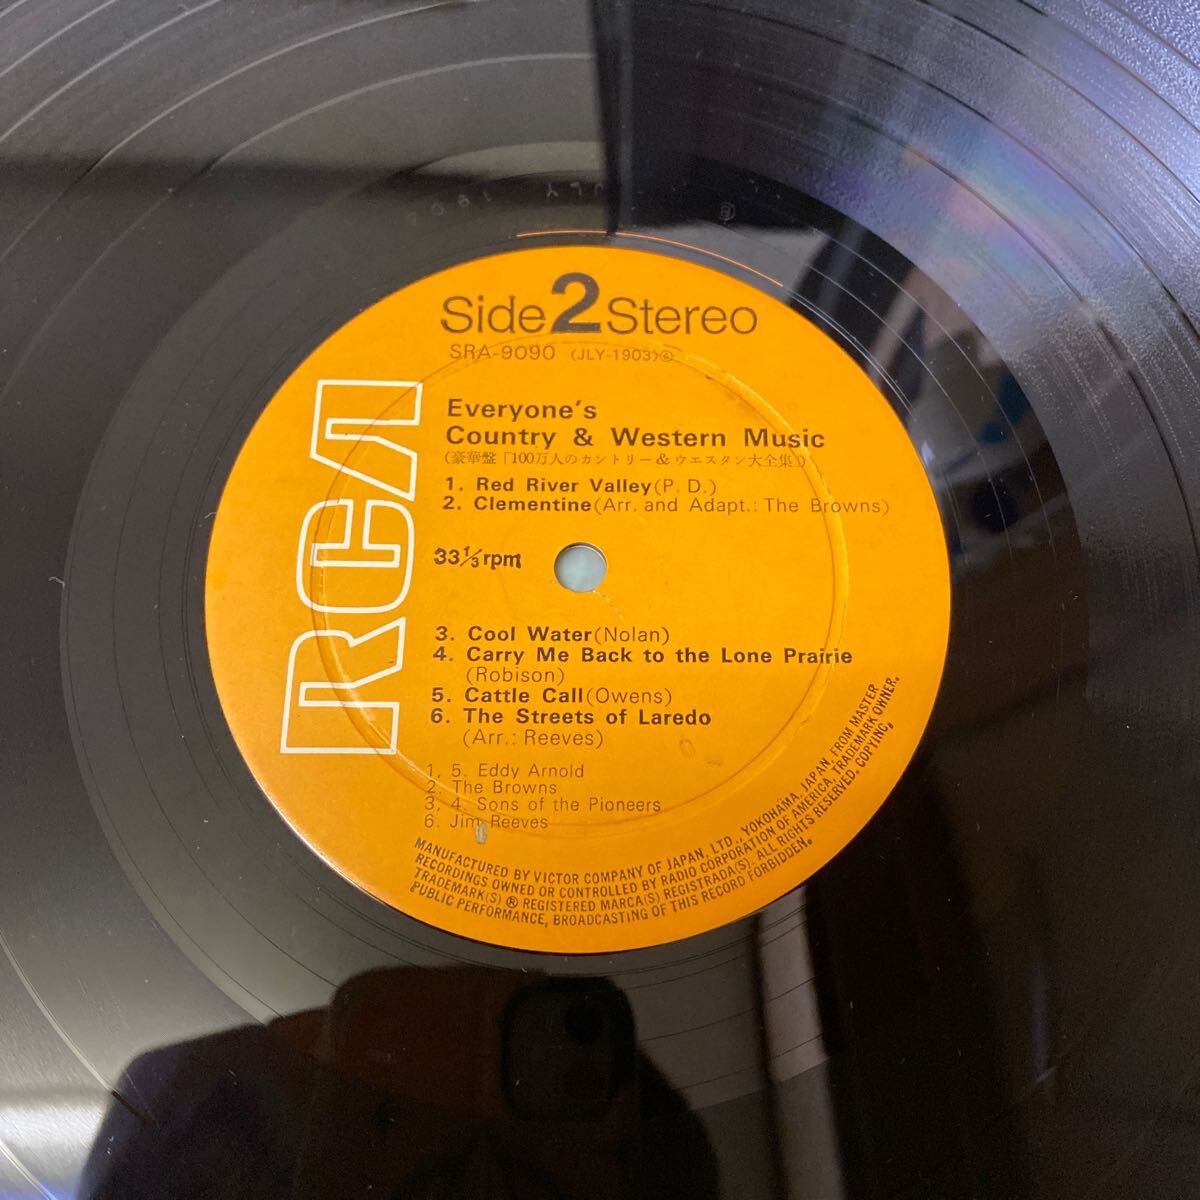 Side 2 Stereo
SRA-9090 (JLY-1903)
RCA
Everyone's
Country & Western Music
(豪華盤「100万人のカントリー&ウエスタン大全集」)
1. Red River Valley(P. D.)
2. Clementine(Arr. and Adapt.: The Browns)
33 1/3 rpm
3. Cool Water(Nolan)
4. Carry Me Back to the Lone Prairie
(Robison)
5. Cattle Call(Owens)
6. The Streets of Laredo
(Arr.: Reeves)
1, 5. Eddy Arnold
2. The Browns
3, 4. Sons of the Pioneers
6. Jim Reeves
MANUFACTURED BY VICTOR COMPANY OF JAPAN, LTD., YOKOHAMA, JAPAN, FROM MASTER
RECORDINGS OWNED OR CONTROLLED BY RADIO CORPORATION OF AMERICA, TRADEMARK OWNER.
TRADEMARK(S) ® REGISTERED MARCA(S) REGISTRADA(S). ALL RIGHTS RESERVED. COPYING,
PUBLIC PERFORMANCE, BROADCASTING OF THIS RECORD FORBIDDEN.